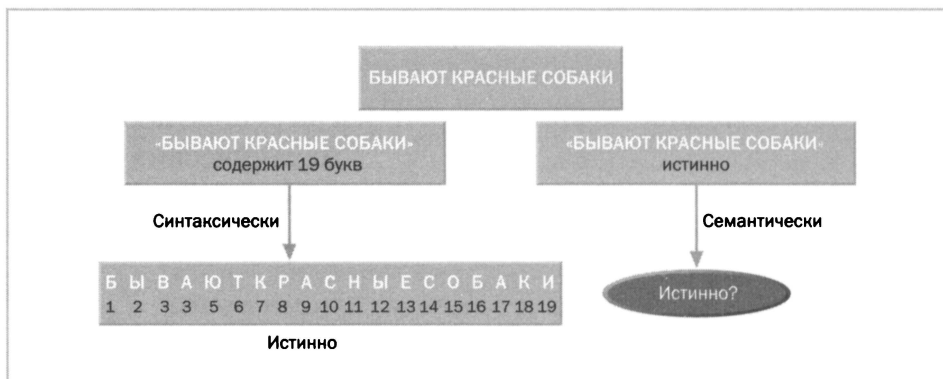 БЫВАЮТ КРАСНЫЕ СОБАКИ
«БЫВАЮТ КРАСНЫЕ СОБАКИ»
содержит 19 букв
«БЫВАЮТ КРАСНЫЕ СОБАКИ»
истинно
Синтаксически
Семантически
Б Ы В А Ю Т К Р А С Н Ы Е С О Б А К И
1 2 3 3 5 6 7 8 9 10 11 12 13 14 15 16 17 18 19
Истинно?
Истинно